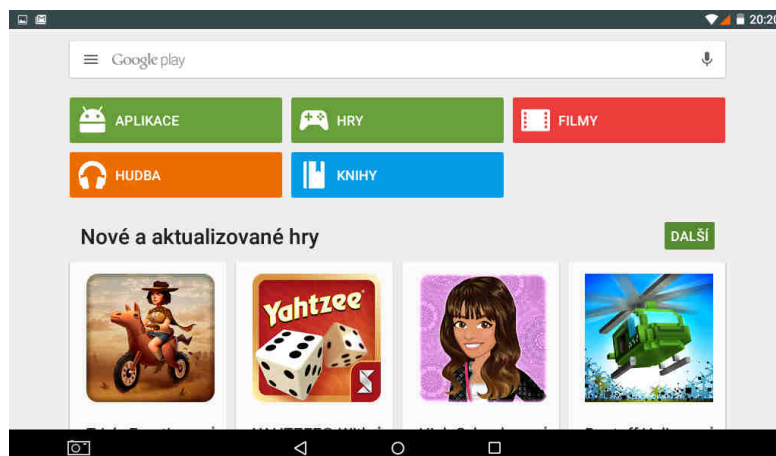 20:20
Google play
APLIKACE
HRY
FILMY
HUDBA
KNIHY
Nové a aktualizované hry
DALŠÍ
Yahtzee